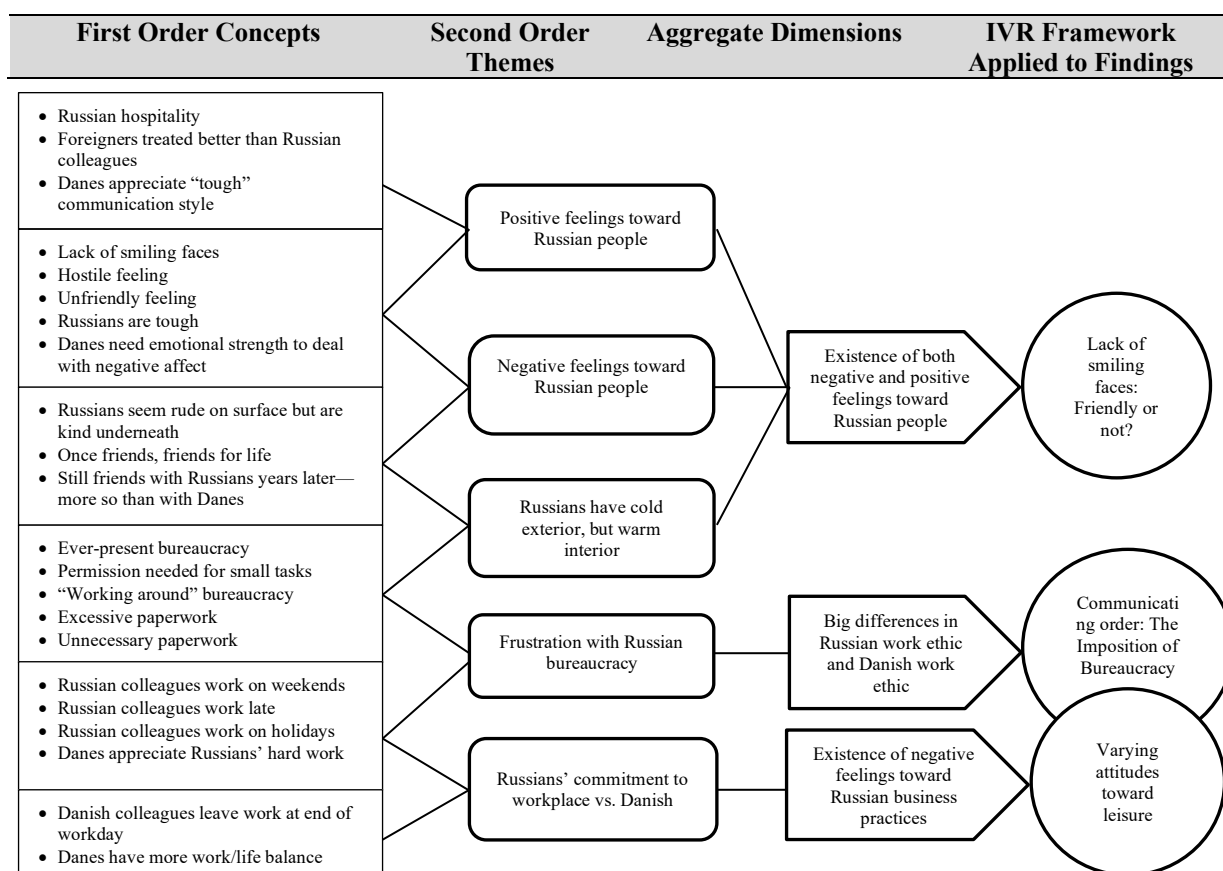 First Order Concepts
Second Order
Themes
Aggregate Dimensions
IVR Framework
Applied to Findings
• Russian hospitality
• Foreigners treated better than Russian
colleagues
• Danes appreciate “tough”
communication style
• Lack of smiling faces
• Hostile feeling
• Unfriendly feeling
• Russians are tough
• Danes need emotional strength to deal
with negative affect
• Russians seem rude on surface but are
kind underneath
• Once friends, friends for life
• Still friends with Russians years later—
more so than with Danes
• Ever-present bureaucracy
• Permission needed for small tasks
• “Working around” bureaucracy
• Excessive paperwork
• Unnecessary paperwork
• Russian colleagues work on weekends
• Russian colleagues work late
• Russian colleagues work on holidays
• Danes appreciate Russians’ hard work
• Danish colleagues leave work at end of
workday
• Danes have more work/life balance
Positive feelings toward
Russian people
Negative feelings toward
Russian people
Russians have cold
exterior, but warm
interior
Frustration with Russian
bureaucracy
Russians’ commitment to
workplace vs. Danish
Existence of both
negative and positive
feelings toward
Russian people
Big differences in
Russian work ethic
and Danish work
ethic
Existence of negative
feelings toward
Russian business
practices
Lack of
smiling
faces:
Friendly or
not?
Communicati
ng order: The
Imposition of
Bureaucracy
Varying
attitudes
toward
leisure